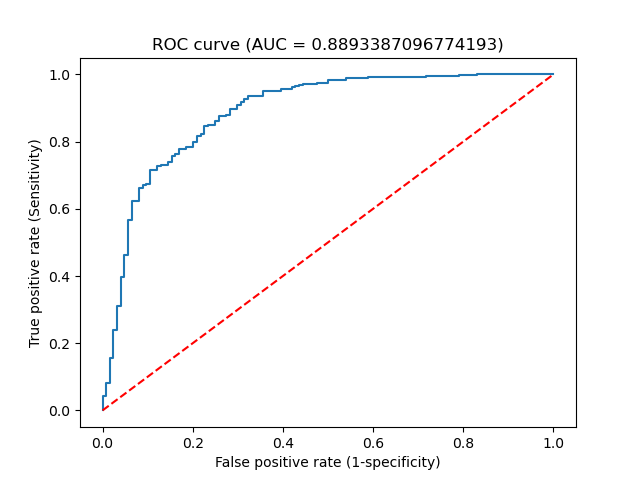 ROC curve (AUC = 0.8893387096774193)
1.0
0.8
0.6
0.4
0.2
0.0
True positive rate (Sensitivity)
0.0 0.2 0.4 0.6 0.8 1.0
False positive rate (1-specificity)